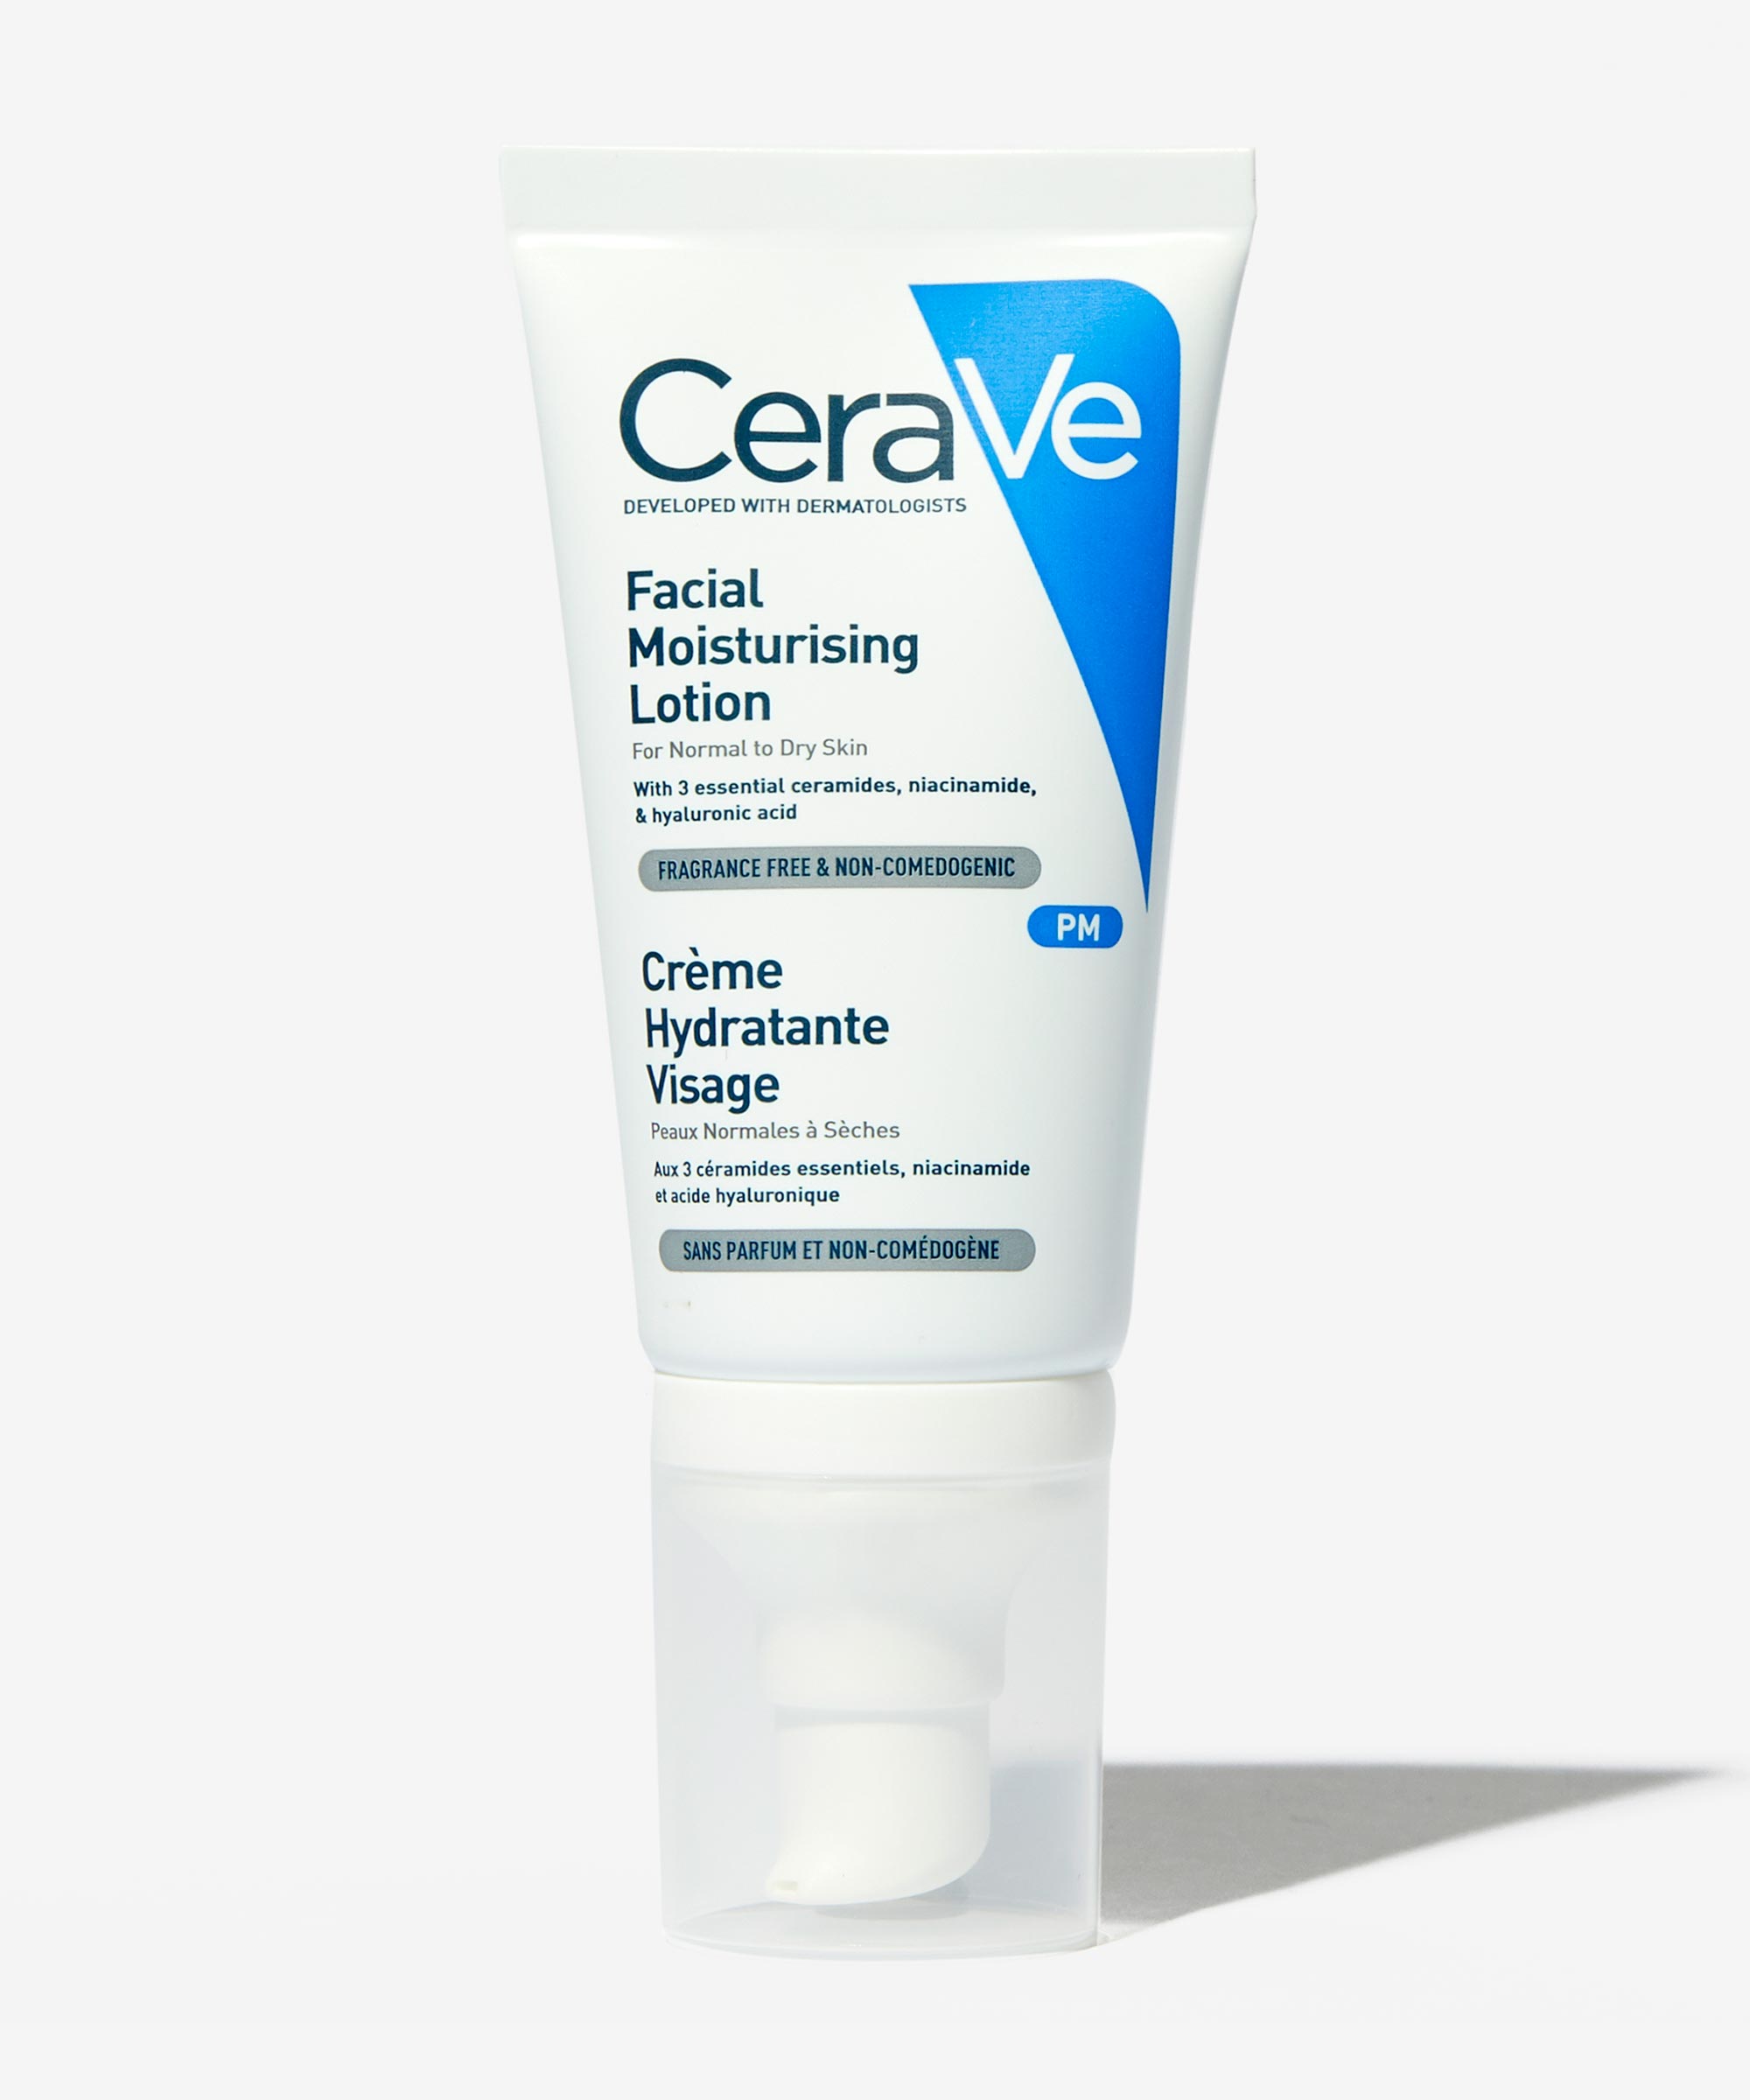 CeraVe
DEVELOPED WITH DERMATOLOGISTS
Facial
Moisturising
Lotion
For Normal to Dry Skin
With 3 essential ceramides, niacinamide,
& hyaluronic acid
FRAGRANCE FREE & NON-COMEDOGENIC
PM
Crème
Hydratante
Visage
Peaux Normales à Sèches
Aux 3 céramides essentiels, niacinamide
et acide hyaluronique
SANS PARFUM ET NON-COMÉDOGÈNE